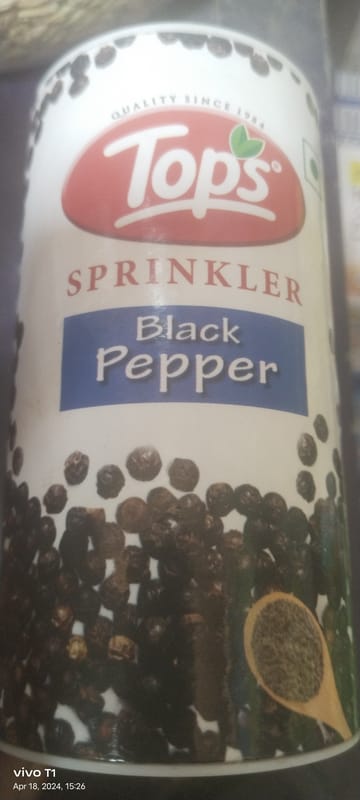 QUALITY SINCE 1984
Tops
SPRINKLER
Black
Pepper
vivo T1
Apr 18, 2024, 15:26